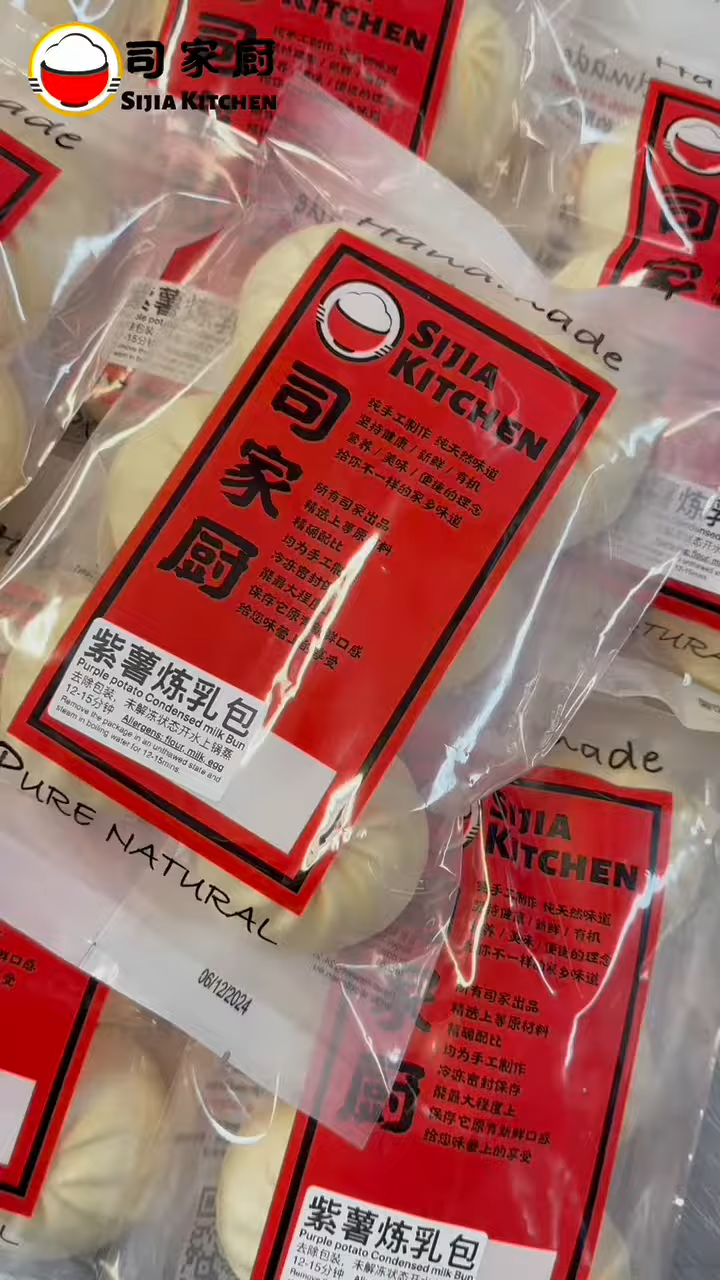 司家厨
SIJIA KITCHEN
KITCHEN
Handmade
SIJIA
KITCHEN
司家厨
纯手工制作 纯天然味道
坚持健康/新鲜/有机
营养/美味/便捷的理念
给你不一样的家乡味道
所有司家出品
精选上等原材料
精确配比
均为手工制
冷冻密封
能最大程度
保存它原有新鲜口感
给您味蕾上的享受
紫薯炼乳包
Purple potato Condensed milk Bun
去除包装，未解冻状态开水上锅蒸
12-15分钟 Allergens: flour, milk, egg
Remove the package in an unthawed state and
steam in boiling water for 12-15mins.
PURE NATURAL
06/12/2024
SIJIA
KITCHEN
纯手工制作 纯天然味道
坚持健康/新鲜/有机
营养/美味/便捷的理念
给你不一样的家乡味道
所有司家出品
精选上等原材料
精确配比
均为手工制作
冷冻密封保存
能最大程度上
保存它原有新鲜口感
给您味蕾上的享受
家厨
紫薯炼乳包
Purple potato Condensed milk Bun
去除包装，未解冻状态开水上锅蒸
12-15分钟